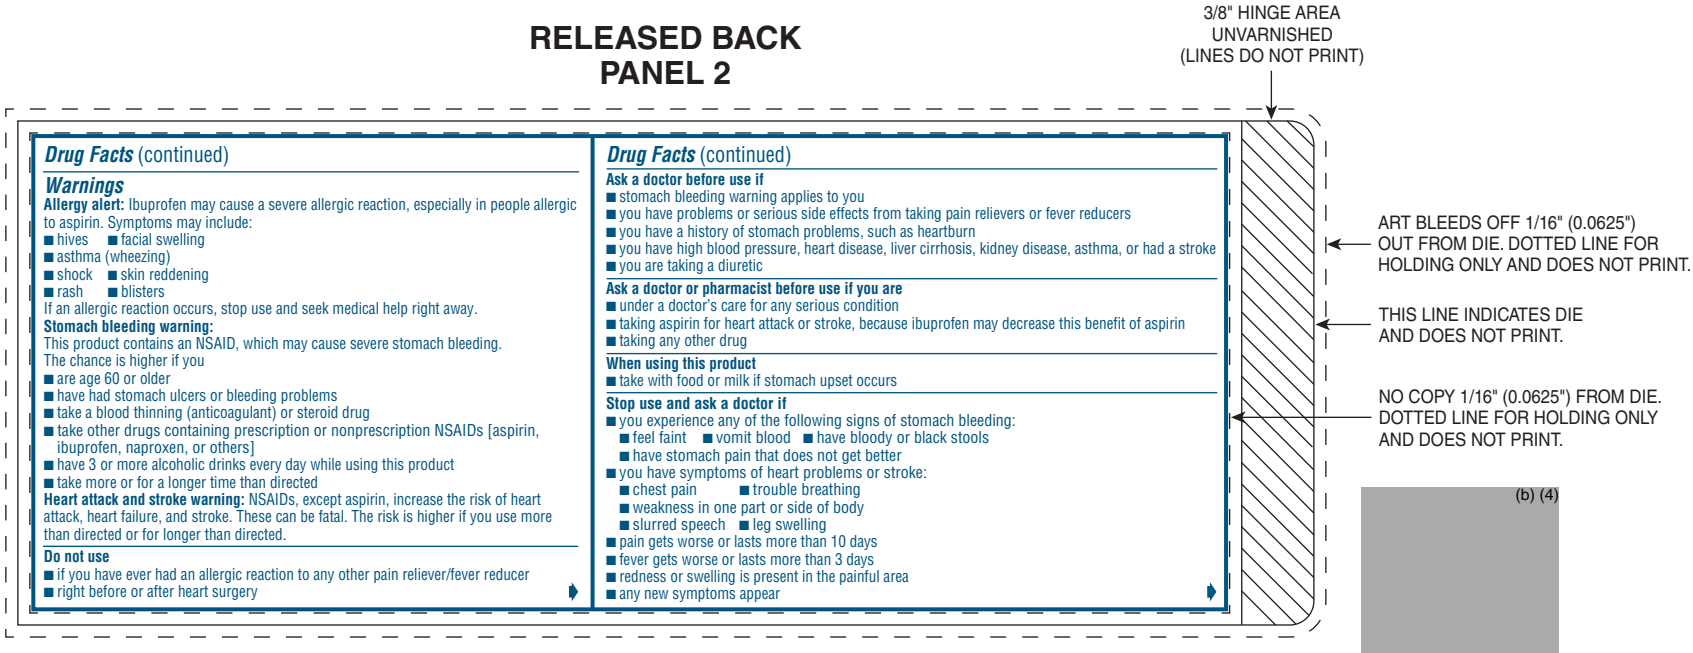 RELEASED BACK
PANEL 2
3/8" HINGE AREA
UNVARNISHED
(LINES DO NOT PRINT)
Drug Facts (continued)
Warnings
Allergy alert: Ibuprofen may cause a severe allergic reaction, especially in people allergic
to aspirin. Symptoms may include:
■ hives ■ facial swelling
■ asthma (wheezing)
■ shock ■ skin reddening
■ rash ■ blisters
If an allergic reaction occurs, stop use and seek medical help right away.
Stomach bleeding warning:
This product contains an NSAID, which may cause severe stomach bleeding.
The chance is higher if you
■ are age 60 or older
■ have had stomach ulcers or bleeding problems
■ take a blood thinning (anticoagulant) or steroid drug
■ take other drugs containing prescription or nonprescription NSAIDs [aspirin,
ibuprofen, naproxen, or others]
■ have 3 or more alcoholic drinks every day while using this product
■ take more or for a longer time than directed
Heart attack and stroke warning: NSAIDs, except aspirin, increase the risk of heart
attack, heart failure, and stroke. These can be fatal. The risk is higher if you use more
than directed or for longer than directed.
Do not use
■ if you have ever had an allergic reaction to any other pain reliever/fever reducer
■ right before or after heart surgery
Drug Facts (continued)
Ask a doctor before use if
■ stomach bleeding warning applies to you
■ you have problems or serious side effects from taking pain relievers or fever reducers
■ you have a history of stomach problems, such as heartburn
■ you have high blood pressure, heart disease, liver cirrhosis, kidney disease, asthma, or had a stroke
■ you are taking a diuretic
Ask a doctor or pharmacist before use if you are
■ under a doctor's care for any serious condition
■ taking aspirin for heart attack or stroke, because ibuprofen may decrease this benefit of aspirin
■ taking any other drug
When using this product
■ take with food or milk if stomach upset occurs
Stop use and ask a doctor if
■ you experience any of the following signs of stomach bleeding:
■ feel faint ■ vomit blood ■ have bloody or black stools
■ have stomach pain that does not get better
■ you have symptoms of heart problems or stroke:
■ chest pain ■ trouble breathing
■ weakness in one part or side of body
■ slurred speech ■ leg swelling
■ pain gets worse or lasts more than 10 days
■ fever gets worse or lasts more than 3 days
■ redness or swelling is present in the painful area
■ any new symptoms appear
ART BLEEDS OFF 1/16" (0.0625")
OUT FROM DIE. DOTTED LINE FOR
HOLDING ONLY AND DOES NOT PRINT.
THIS LINE INDICATES DIE
AND DOES NOT PRINT.
NO COPY 1/16" (0.0625") FROM DIE.
DOTTED LINE FOR HOLDING ONLY
AND DOES NOT PRINT.
(b) (4)